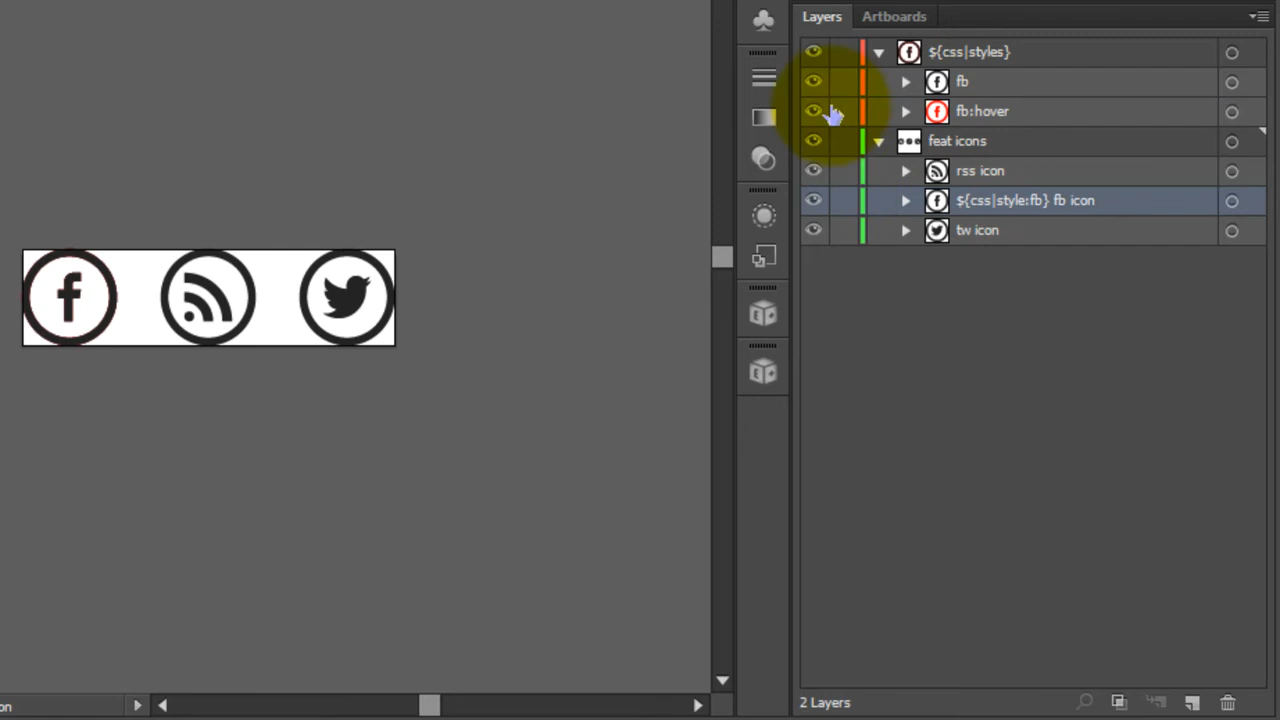 Layers Artboards
${css|styles}
fb
fb:hover
feat icons
rss icon
${css|style:fb} fb icon
tw icon
on
2 Layers